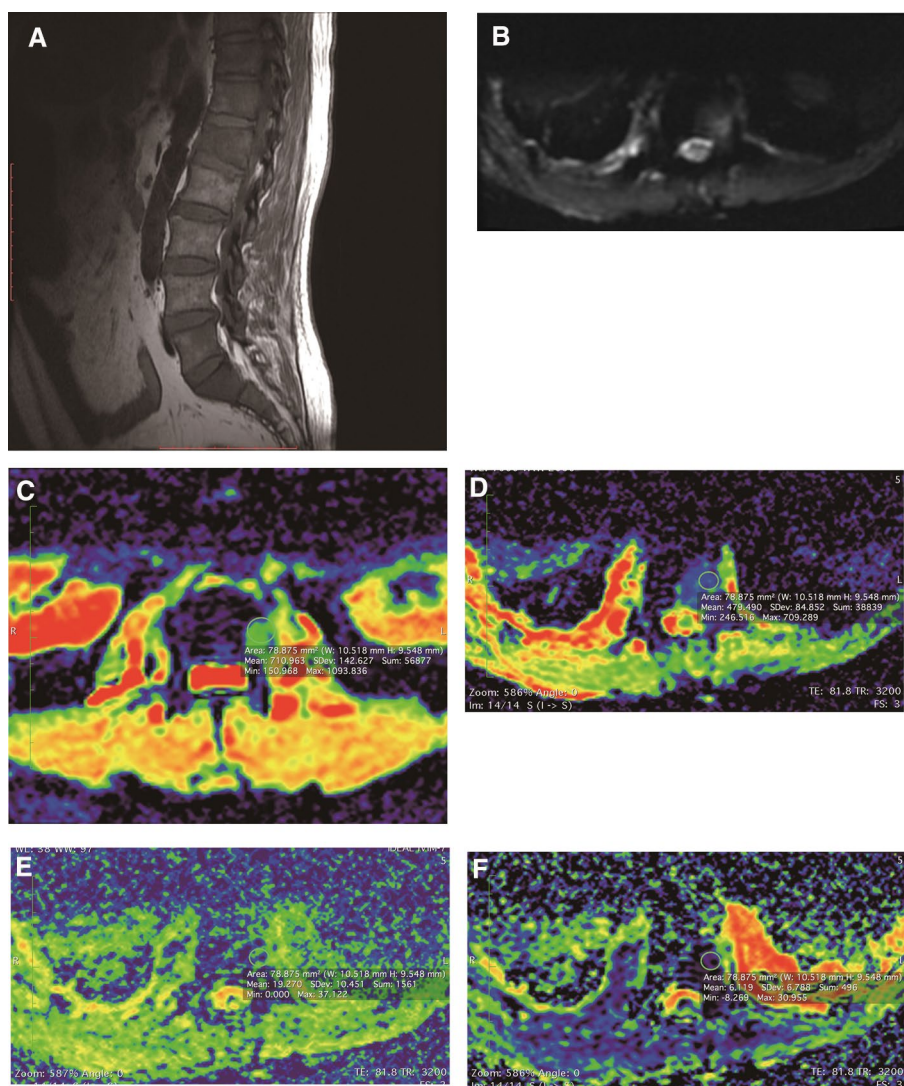 A
B
C
R
L
Area: 78.875 mm² (W: 10.518 mm H: 9.548 mm)
Mean: 710.963 SDev: 142.627 Sum: 56877
Min: 150.968 Max: 1093.836
D
5
R
L
Area: 78.875 mm² (W: 10.518 mm H: 9.548 mm)
Mean: 479.490 SDev: 84.852 Sum: 38839
Min: 246.516 Max: 709.289
Zoom: 586% Angle: 0
Im: 14/14 S (I -> S)
TE: 81.8 TR: 3200
FS: 3
E
5
R
L
Area: 78.875 mm² (W: 10.518 mm H: 9.548 mm)
Mean: 19.270 SDev: 10.451 Sum: 1561
Min: 0.000 Max: 37.122
Zoom: 587% Angle: 0
TE: 81.8 TR: 3200
F
5
R
L
Area: 78.875 mm² (W: 10.518 mm H: 9.548 mm)
Mean: 6.119 SDev: 6.788 Sum: 496
Min: -8.269 Max: 30.955
Zoom: 586% Angle: 0
TE: 81.8 TR: 3200